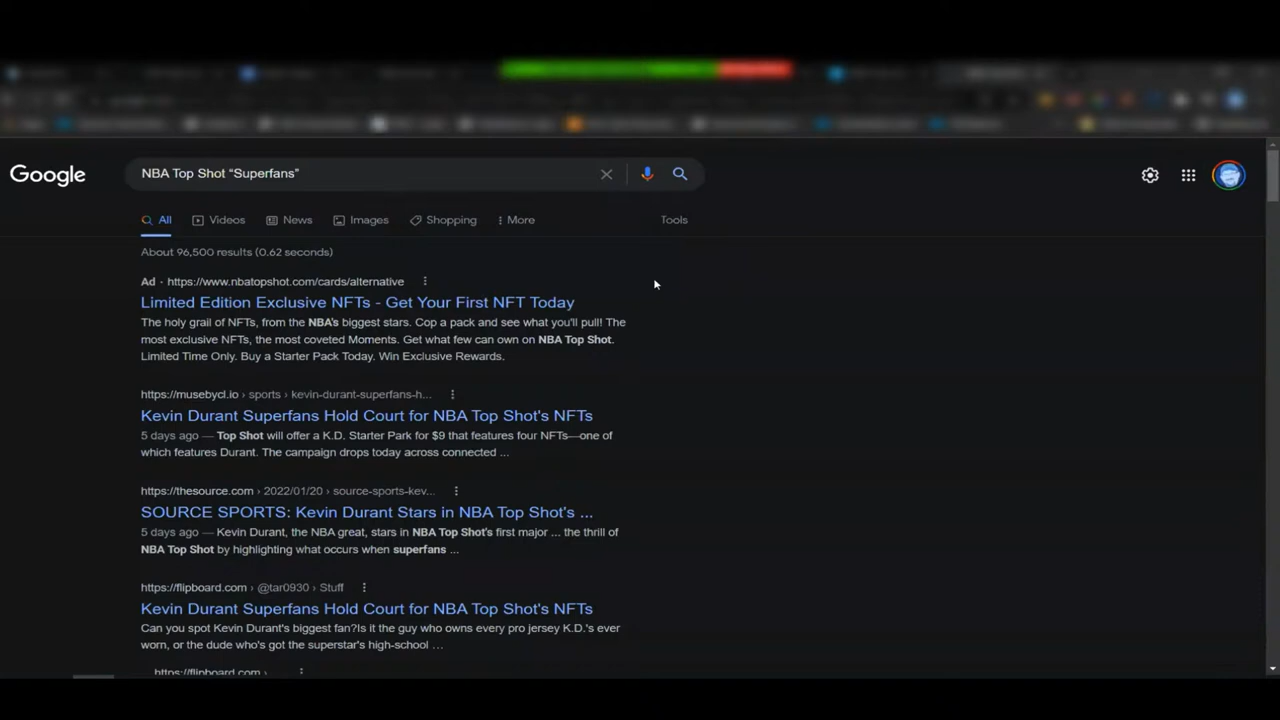 Google
NBA Top Shot “Superfans”
All Videos News Images Shopping More Tools
About 96,500 results (0.62 seconds)
Ad · https://www.nbatopshot.com/cards/alternative
Limited Edition Exclusive NFTs - Get Your First NFT Today
The holy grail of NFTs, from the NBA's biggest stars. Cop a pack and see what you'll pull! The
most exclusive NFTs, the most coveted Moments. Get what few can own on NBA Top Shot.
Limited Time Only. Buy a Starter Pack Today. Win Exclusive Rewards.
https://musebycl.io › sports › kevin-durant-superfans-h...
Kevin Durant Superfans Hold Court for NBA Top Shot's NFTs
5 days ago — Top Shot will offer a K.D. Starter Park for $9 that features four NFTs—one of
which features Durant. The campaign drops today across connected ...
https://thesource.com › 2022/01/20 › source-sports-kev...
SOURCE SPORTS: Kevin Durant Stars in NBA Top Shot's ...
5 days ago — Kevin Durant, the NBA great, stars in NBA Top Shot's first major ... the thrill of
NBA Top Shot by highlighting what occurs when superfans ...
https://flipboard.com › @tar0930 › Stuff
Kevin Durant Superfans Hold Court for NBA Top Shot's NFTs
Can you spot Kevin Durant's biggest fan?Is it the guy who owns every pro jersey K.D.'s ever
worn, or the dude who's got the superstar's high-school ...
https://flipboard.com ›